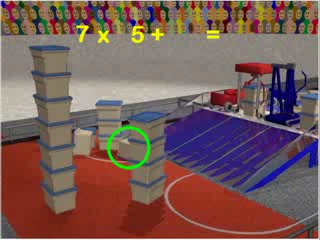 7 x 5 + =